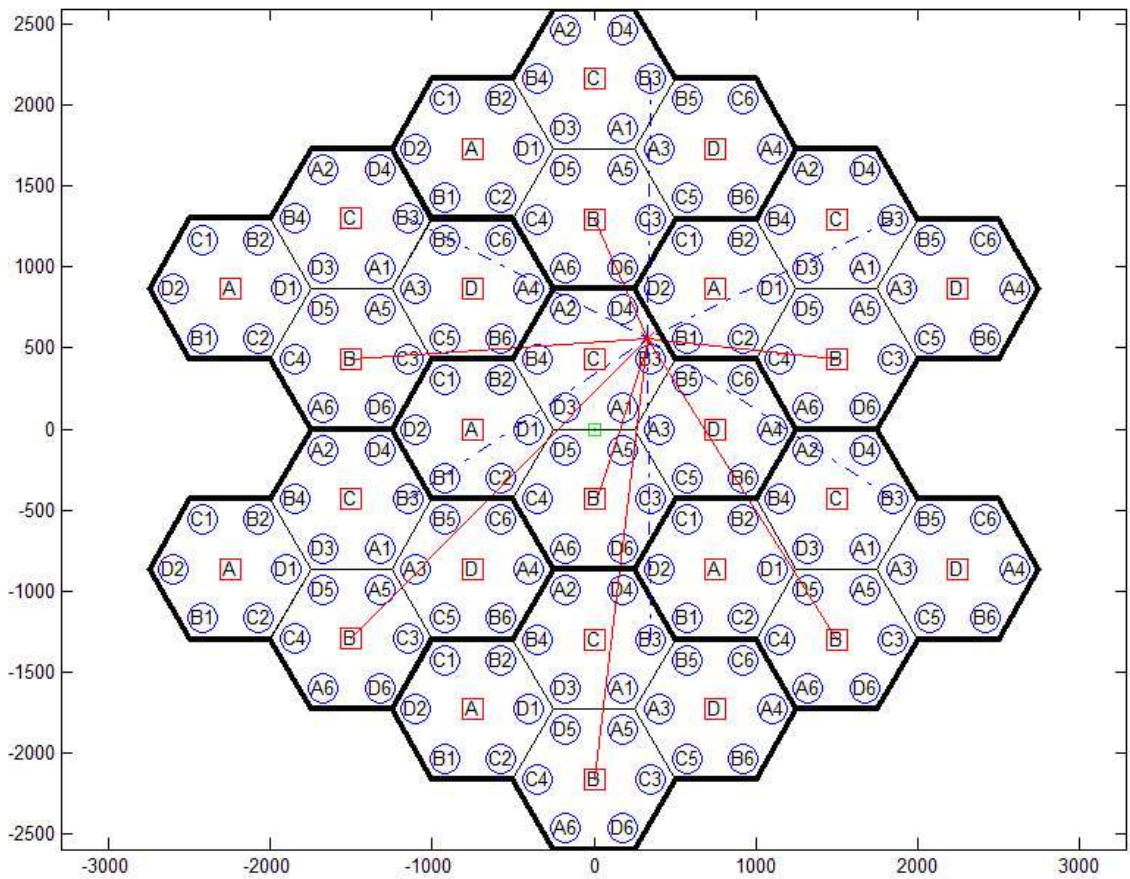 2500
A2 D4
B4 C B3
2000
C1 B2 B5 C6
D3 A1
D2 A D1 A3 D A4
A2 D4 D5 A5 A2 D4
1500
B1 C2 C5 B6
B4 C B3 C4 B C3 B4 C B3
C1 B2 B5 C6 C1 B2 B5 C6
1000
D3 A1 A6 D6 D3 A1
D2 A D1 A3 D A4 D2 A D1 A3 D A4
D5 A5 A2 D4 D5 A5
B1 C2 C5 B6 B1 C2 C5 B6
500
C4 B C3 B4 C B3 C4 B C3
C1 B2 B5 C6
A6 D6 D3 A1 A6 D6
0
D2 A D1 A3 D A4
A2 D4 D5 A5 A2 D4
B1 C2 C5 B6
B4 C B3 C4 B C3 B4 C B3
-500
C1 B2 B5 C6 C1 B2 B5 C6
D3 A1 A6 D6 D3 A1
D2 A D1 A3 D A4 D2 A D1 A3 D A4
-1000
D5 A5 A2 D4 D5 A5
B1 C2 C5 B6 B1 C2 C5 B6
C4 B C3 B4 C B3 C4 B C3
C1 B2 B5 C6
-1500
A6 D6 D3 A1 A6 D6
D2 A D1 A3 D A4
D5 A5
-2000
B1 C2 C5 B6
C4 B C3
A6 D6
-2500
-3000 -2000 -1000 0 1000 2000 3000